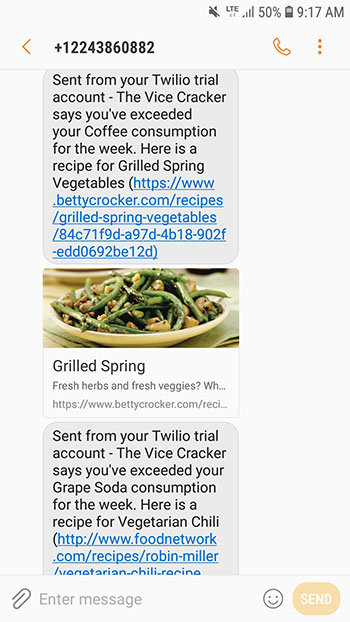 LTE 50% 9:17 AM
+12243860882
Sent from your Twilio trial
account - The Vice Cracker
says you've exceeded
your Coffee consumption
for the week. Here is a
recipe for Grilled Spring
Vegetables (https://www
.bettycrocker.com/recipes
/grilled-spring-vegetables
/84c71f9d-a97d-4b18-902f
-edd0692be12d)
Grilled Spring
Fresh herbs and fresh veggies? Wh...
https://www.bettycrocker.com/reci...
Sent from your Twilio trial
account - The Vice Cracker
says you've exceeded your
Grape Soda consumption
for the week. Here is a
recipe for Vegetarian Chili
(http://www.foodnetwork
.com/recipes/robin-miller
/vegetarian-chili-recipe
Enter message
SEND